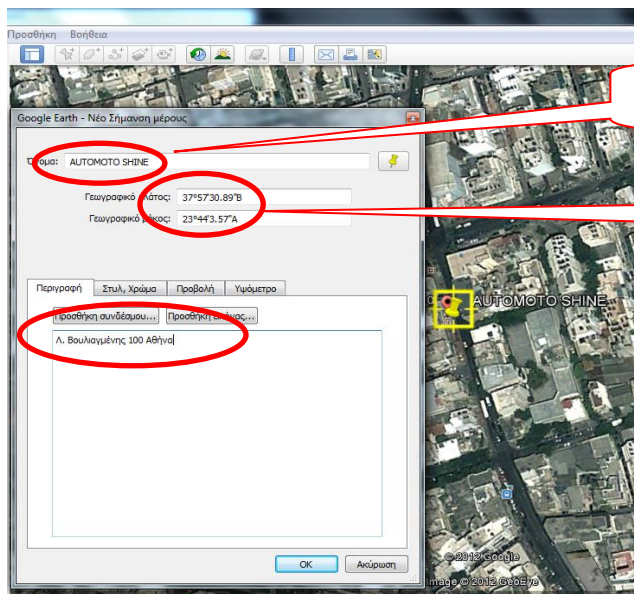 Προσθήκη Βοήθεια
Google Earth - Νέο Σήμανση μέρους
Όνομα: AUTOMOTO SHINE
Γεωγραφικό πλάτος: 37°57'30.89"Β
Γεωγραφικό μήκος: 23°44'3.57"Α
Περιγραφή Στυλ, Χρώμα Προβολή Υψόμετρο
Προσθήκη συνδέσμου... Προσθήκη εικόνας...
Λ. Βουλιαγμένης 100 Αθήνα
OK Ακύρωση
AUTOMOTO SHINE
© 2012 Google
Image © 2012 GeoEye